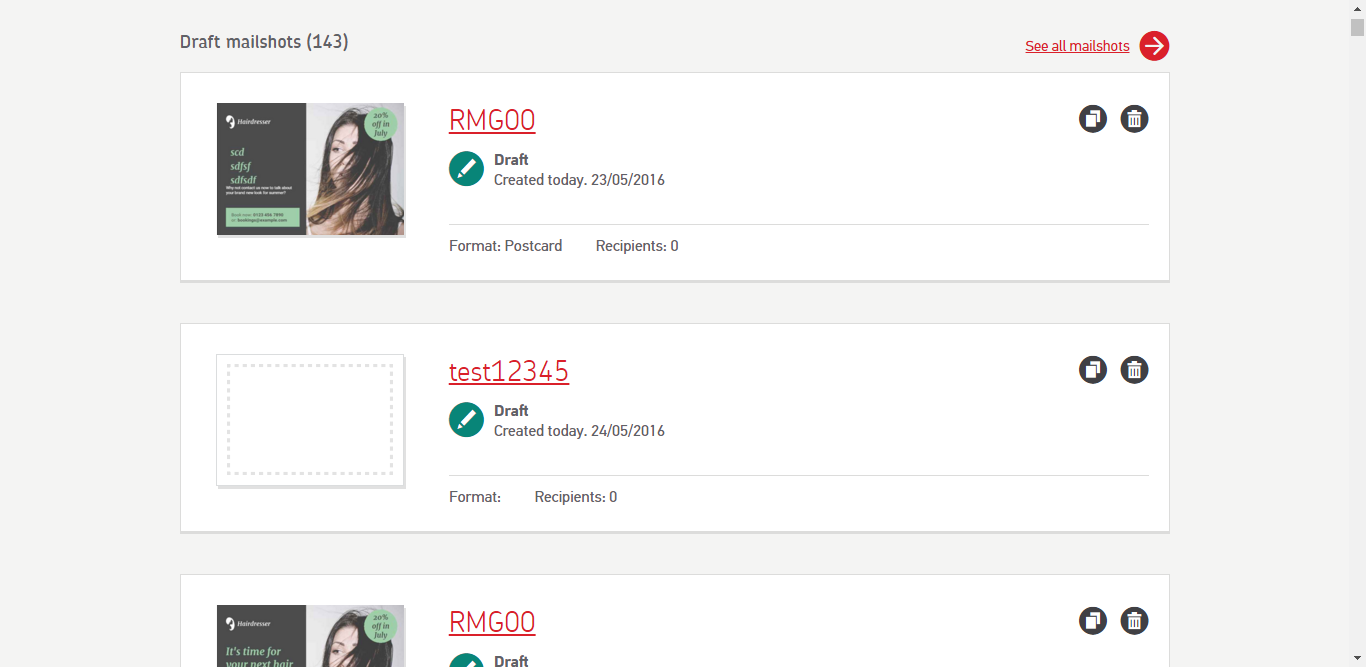 Draft mailshots (143)
See all mailshots
Hairdresser
20%
off in
July
scd
sdfsf
sdfsdf
Why not contact us now to talk about
your brand new look for summer?
Book now: 0123 456 7890
or: bookings@example.com
RMG00
Draft
Created today. 23/05/2016
Format: Postcard Recipients: 0
test12345
Draft
Created today. 24/05/2016
Format: Recipients: 0
Hairdresser
20%
off in
July
It's time for
your next hair
RMG00
Draft